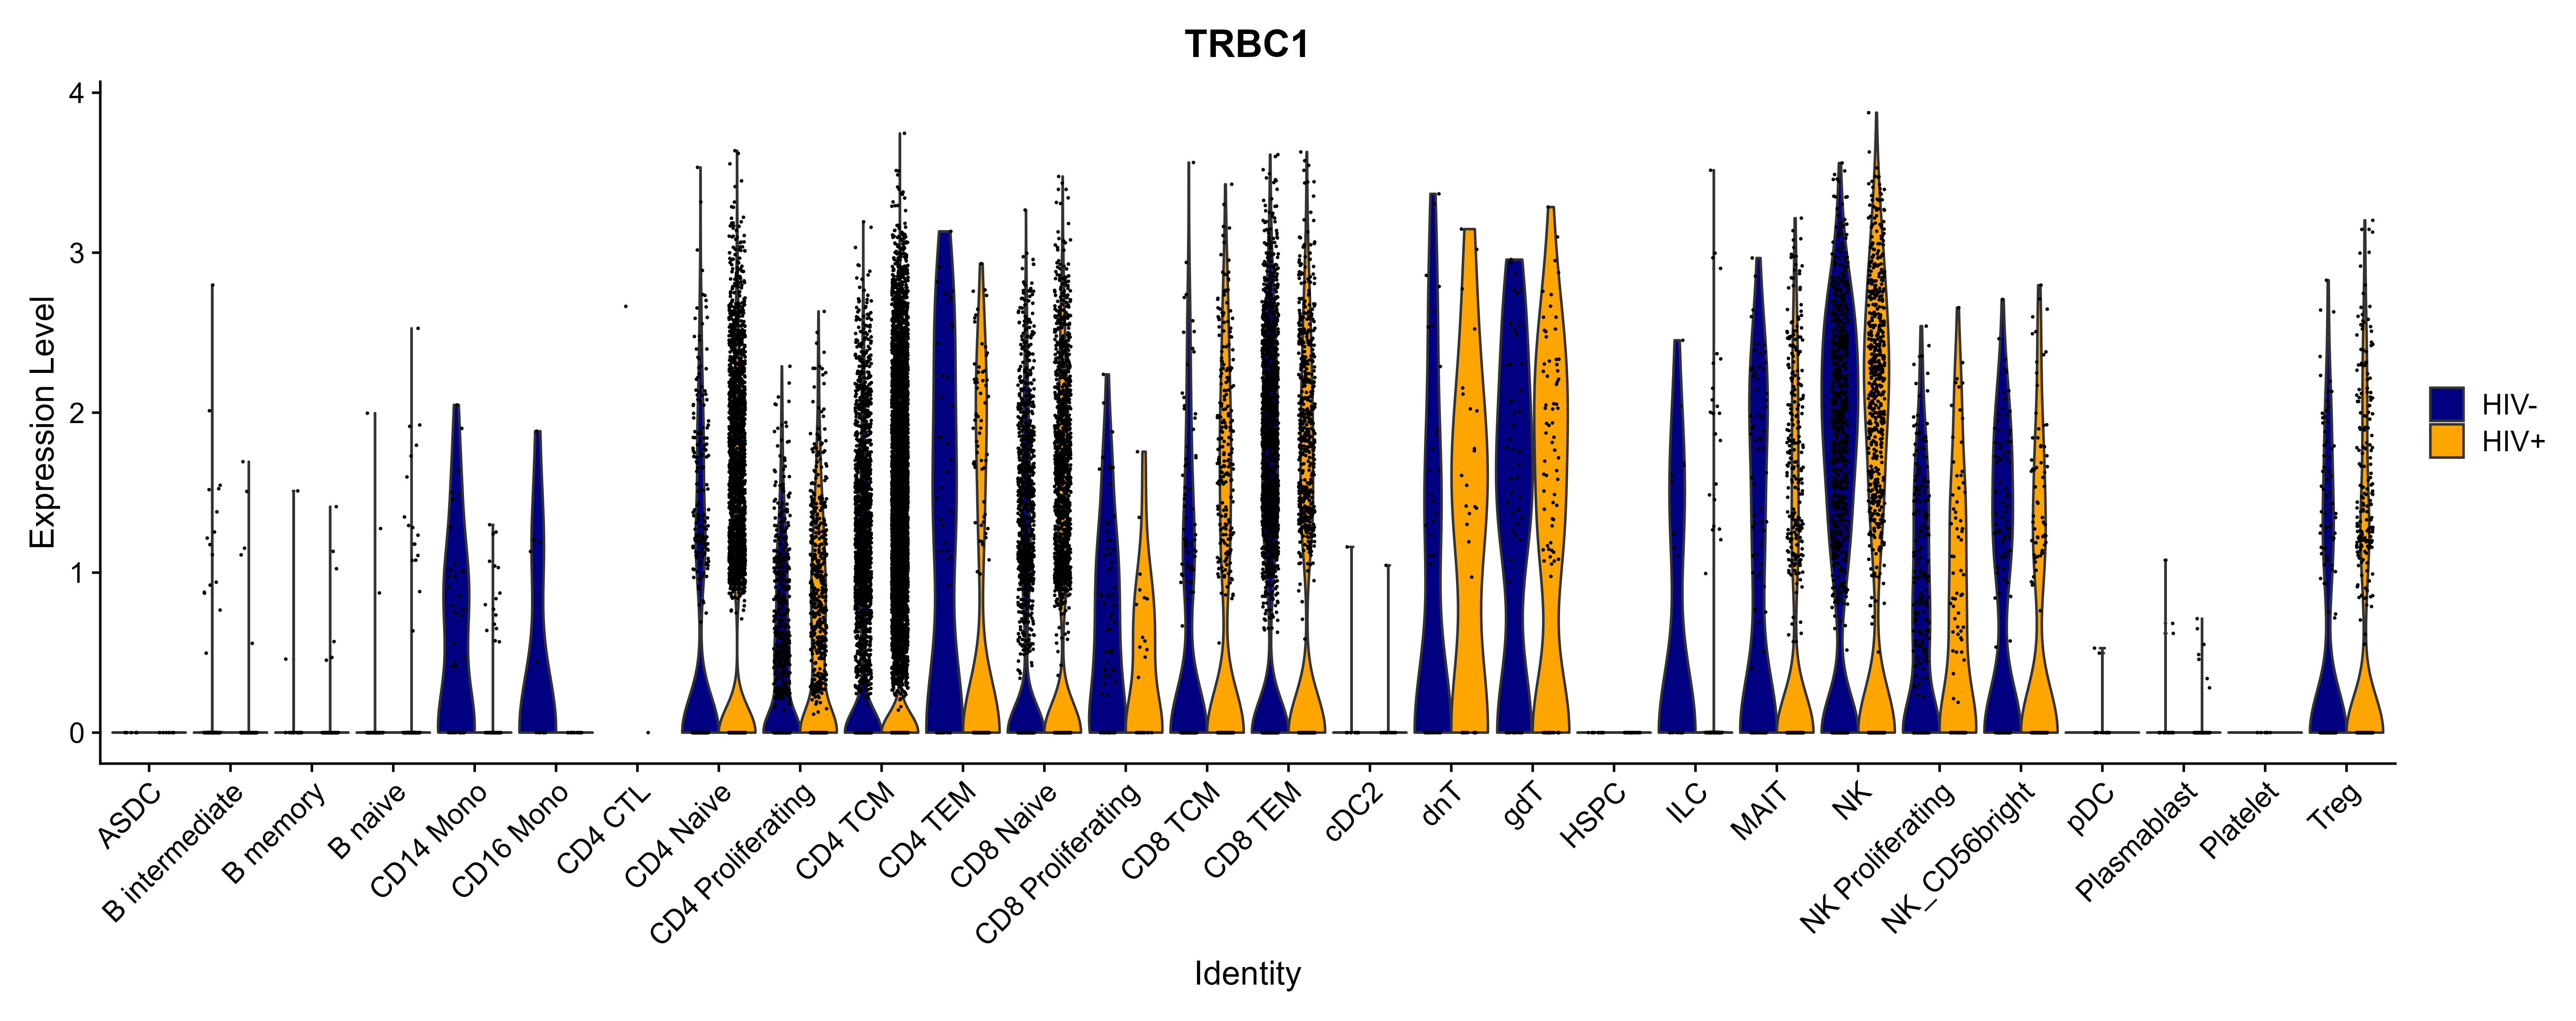 TRBC1
Expression Level
4
3
2
1
0
ASDC
B intermediate
B memory
B naive
CD14 Mono
CD16 Mono
CD4 CTL
CD4 Naive
CD4 Proliferating
CD4 TCM
CD4 TEM
CD8 Naive
CD8 Proliferating
CD8 TCM
CD8 TEM
cDC2
dnT
gdT
HSPC
ILC
MAIT
NK
NK Proliferating
NK_CD56bright
pDC
Plasmablast
Platelet
Treg
Identity
HIV-
HIV+